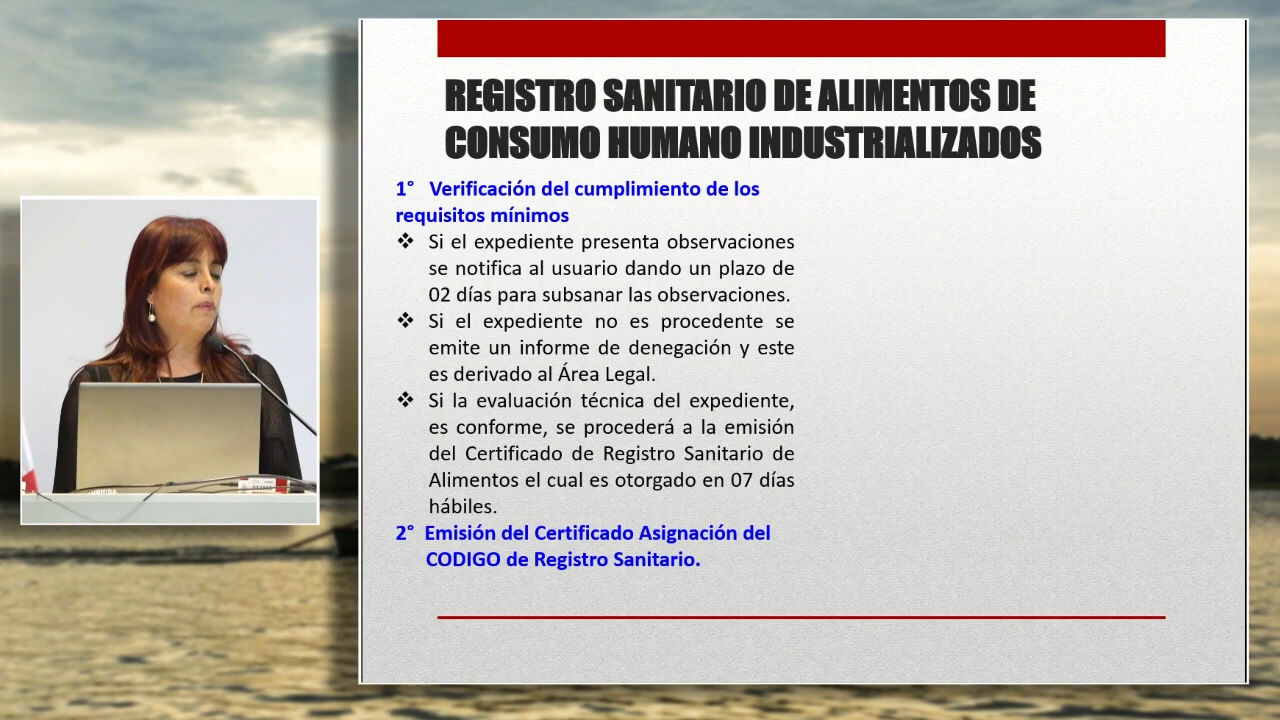 REGISTRO SANITARIO DE ALIMENTOS DE
CONSUMO HUMANO INDUSTRIALIZADOS
1° Verificación del cumplimiento de los
requisitos mínimos
❖ Si el expediente presenta observaciones
se notifica al usuario dando un plazo de
02 días para subsanar las observaciones.
❖ Si el expediente no es procedente se
emite un informe de denegación y este
es derivado al Área Legal.
❖ Si la evaluación técnica del expediente,
es conforme, se procederá a la emisión
del Certificado de Registro Sanitario de
Alimentos el cual es otorgado en 07 días
hábiles.
2° Emisión del Certificado Asignación del
CODIGO de Registro Sanitario.